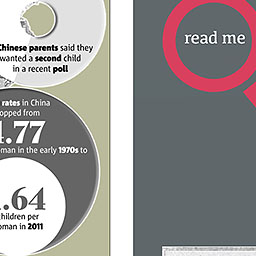 Chinese parents said they
wanted a second child
in a recent poll
rates in China
opped from
.77
oman in the early 1970s to
.64
children per
oman in 2011
read me